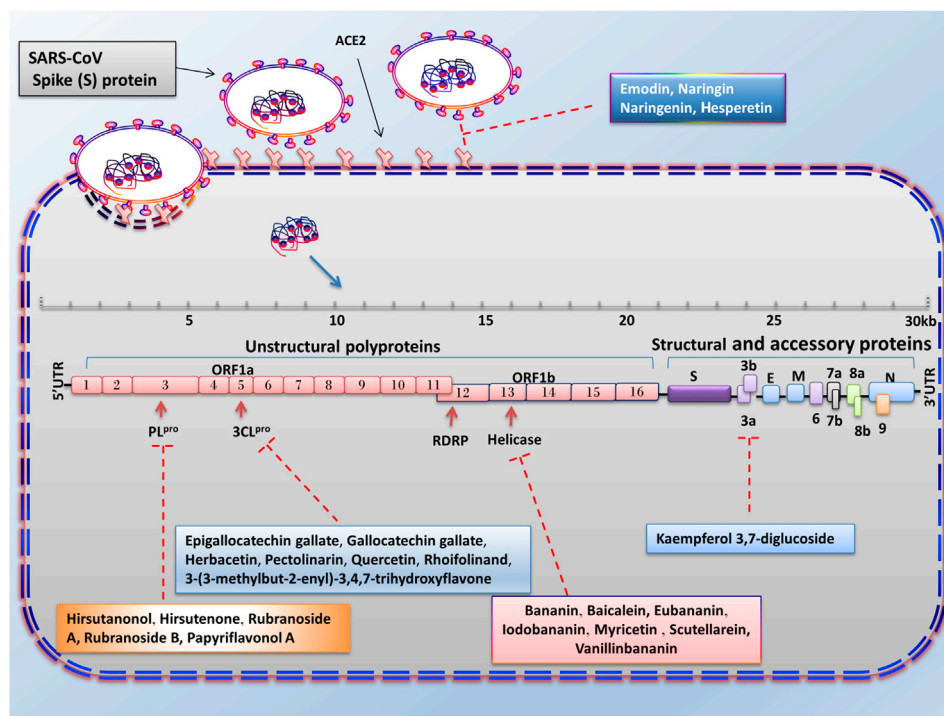 SARS-CoV
Spike (S) protein
ACE2
Emodin, Naringin
Naringenin, Hesperetin
5 10 15 20 25 30kb
Unstructural polyproteins
Structural and accessory proteins
ORF1a
ORF1b
5'UTR
1 2 3 4 5 6 7 8 9 10 11 12 13 14 15 16
S 3b E M 7a 8a N
3'UTR
3a 6 7b 8b 9
PLpro
3CLpro
RDRP
Helicase
Epigallocatechin gallate, Gallocatechin gallate,
Herbacetin, Pectolinarin, Quercetin, Rhoifolinand,
3-(3-methylbut-2-enyl)-3,4,7-trihydroxyflavone
Kaempferol 3,7-diglucoside
Hirsutanonol、Hirsutenone、Rubranoside
A, Rubranoside B, Papyriflavonol A
Bananin、Baicalein, Eubananin、
Iodobananin、Myricetin 、Scutellarein,
Vanillinbananin